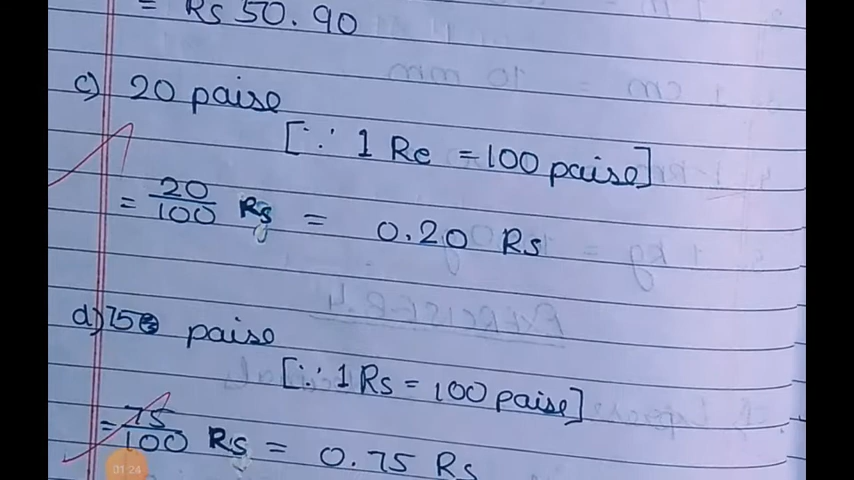 = Rs 50.90
c) 20 paise
[∵ 1 Re = 100 paise]
= 20/100 Rs = 0.20 Rs
d) 75 paise
[∵ 1 Rs = 100 paise]
= 75/100 Rs = 0.75 Rs
01:24